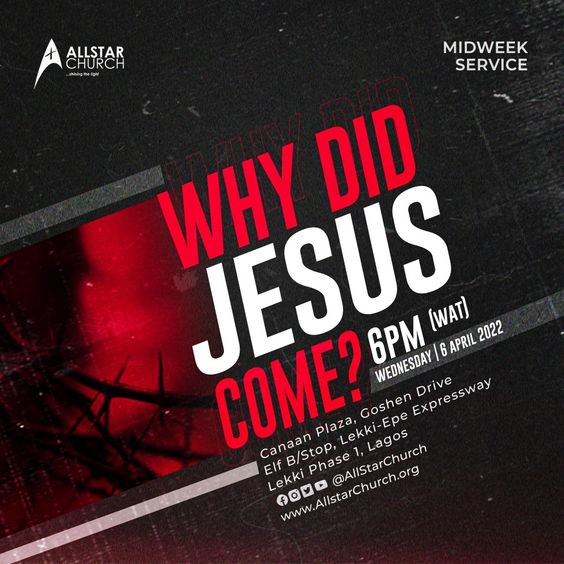 ALLSTAR
CHURCH
...shining the light
MIDWEEK
SERVICE
WHY DID
JESUS
COME?
6PM (WAT)
WEDNESDAY | 6 APRIL 2022
Canaan Plaza, Goshen Drive
Elf B/Stop, Lekki-Epe Expressway
Lekki Phase 1, Lagos
@AllStarChurch
www.AllstarChurch.org